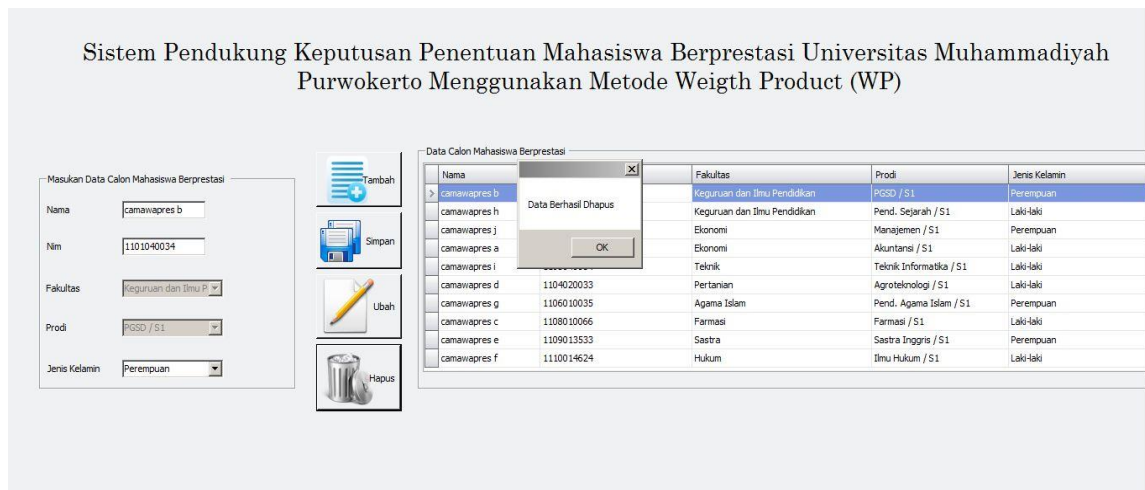 Sistem Pendukung Keputusan Penentuan Mahasiswa Berprestasi Universitas Muhammadiyah
Purwokerto Menggunakan Metode Weigth Product (WP)
Masukan Data Calon Mahasiswa Berprestasi
Nama camawapres b
Nim 1101040034
Fakultas Keguruan dan Ilmu P
Prodi PGSD / S1
Jenis Kelamin Perempuan
Tambah
Simpan
Ubah
Hapus
Data Calon Mahasiswa Berprestasi
Nama Fakultas Prodi Jenis Kelamin
camawapres b Keguruan dan Ilmu Pendidikan PGSD / S1 Perempuan
camawapres h Keguruan dan Ilmu Pendidikan Pend. Sejarah / S1 Laki-laki
camawapres j Ekonomi Manajemen / S1 Perempuan
camawapres a Ekonomi Akuntansi / S1 Laki-laki
camawapres i Teknik Teknik Informatika / S1 Laki-laki
camawapres d 1104020033 Pertanian Agroteknologi / S1 Laki-laki
camawapres g 1106010035 Agama Islam Pend. Agama Islam / S1 Perempuan
camawapres c 1108010066 Farmasi Farmasi / S1 Laki-laki
camawapres e 1109013533 Sastra Sastra Inggris / S1 Perempuan
camawapres f 1110014624 Hukum Ilmu Hukum / S1 Laki-laki
Data Berhasil Dhapus
OK